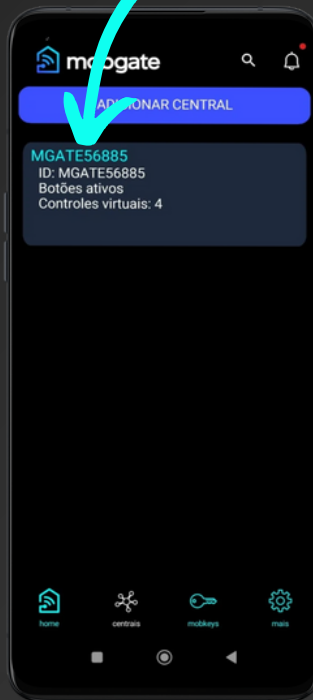 mobgate
ADICIONAR CENTRAL
MGATE56885
ID: MGATE56885
Botões ativos
Controles virtuais: 4
home
centrais
mobkeys
mais